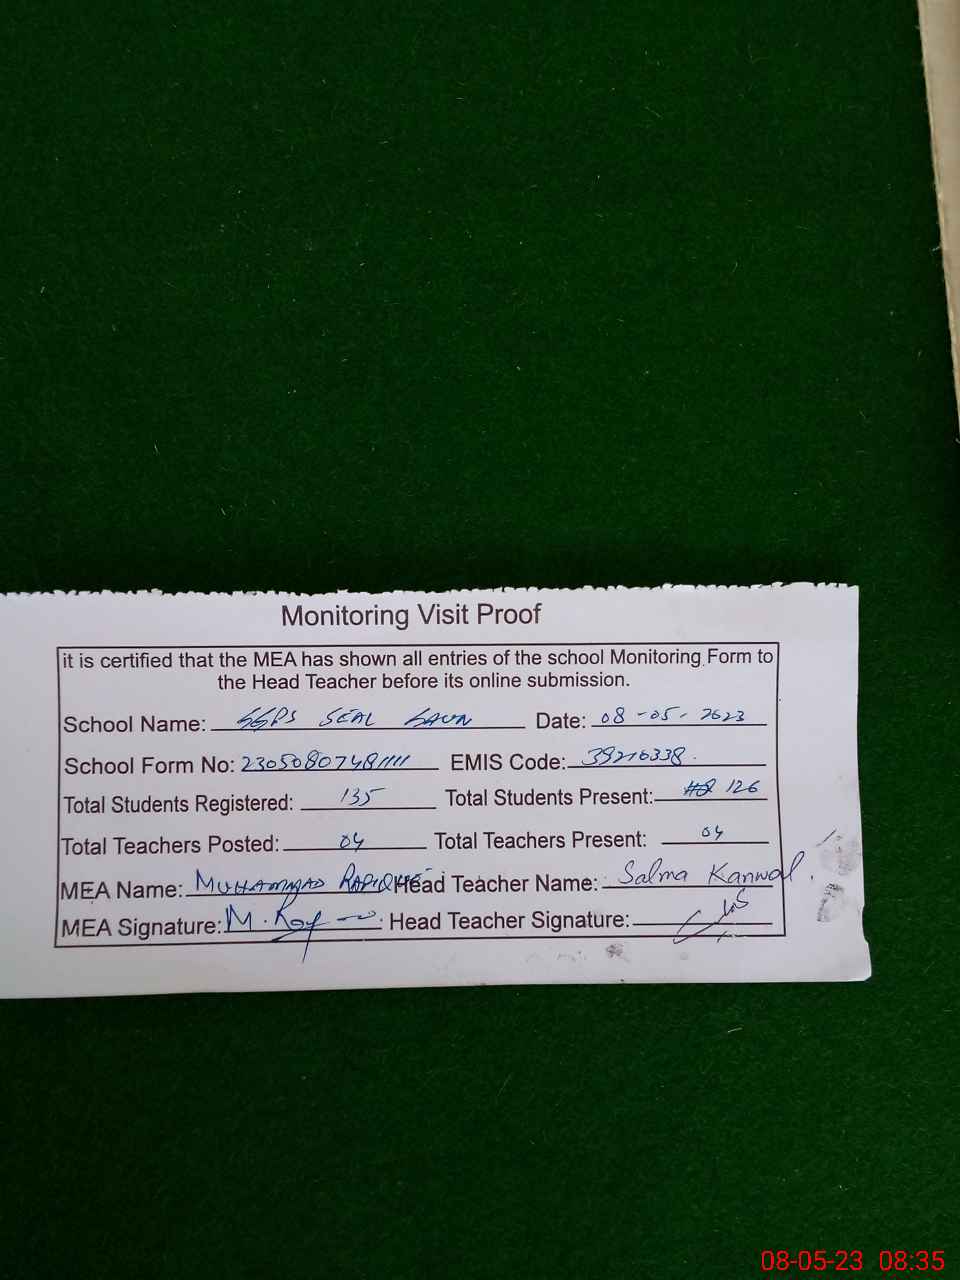 Monitoring Visit Proof
it is certified that the MEA has shown all entries of the school Monitoring Form to
the Head Teacher before its online submission.
School Name: SEAL Date: 08-05-2023
School Form No: 23050807481111 EMIS Code: 39210338.
Total Students Registered: 135 Total Students Present: 126
Total Teachers Posted: 04 Total Teachers Present: 04
MEA Name: MUHAMMAD RAFIQUE Head Teacher Name: Salma Kanwal.
MEA Signature: Head Teacher Signature:
08-05-23 08:35